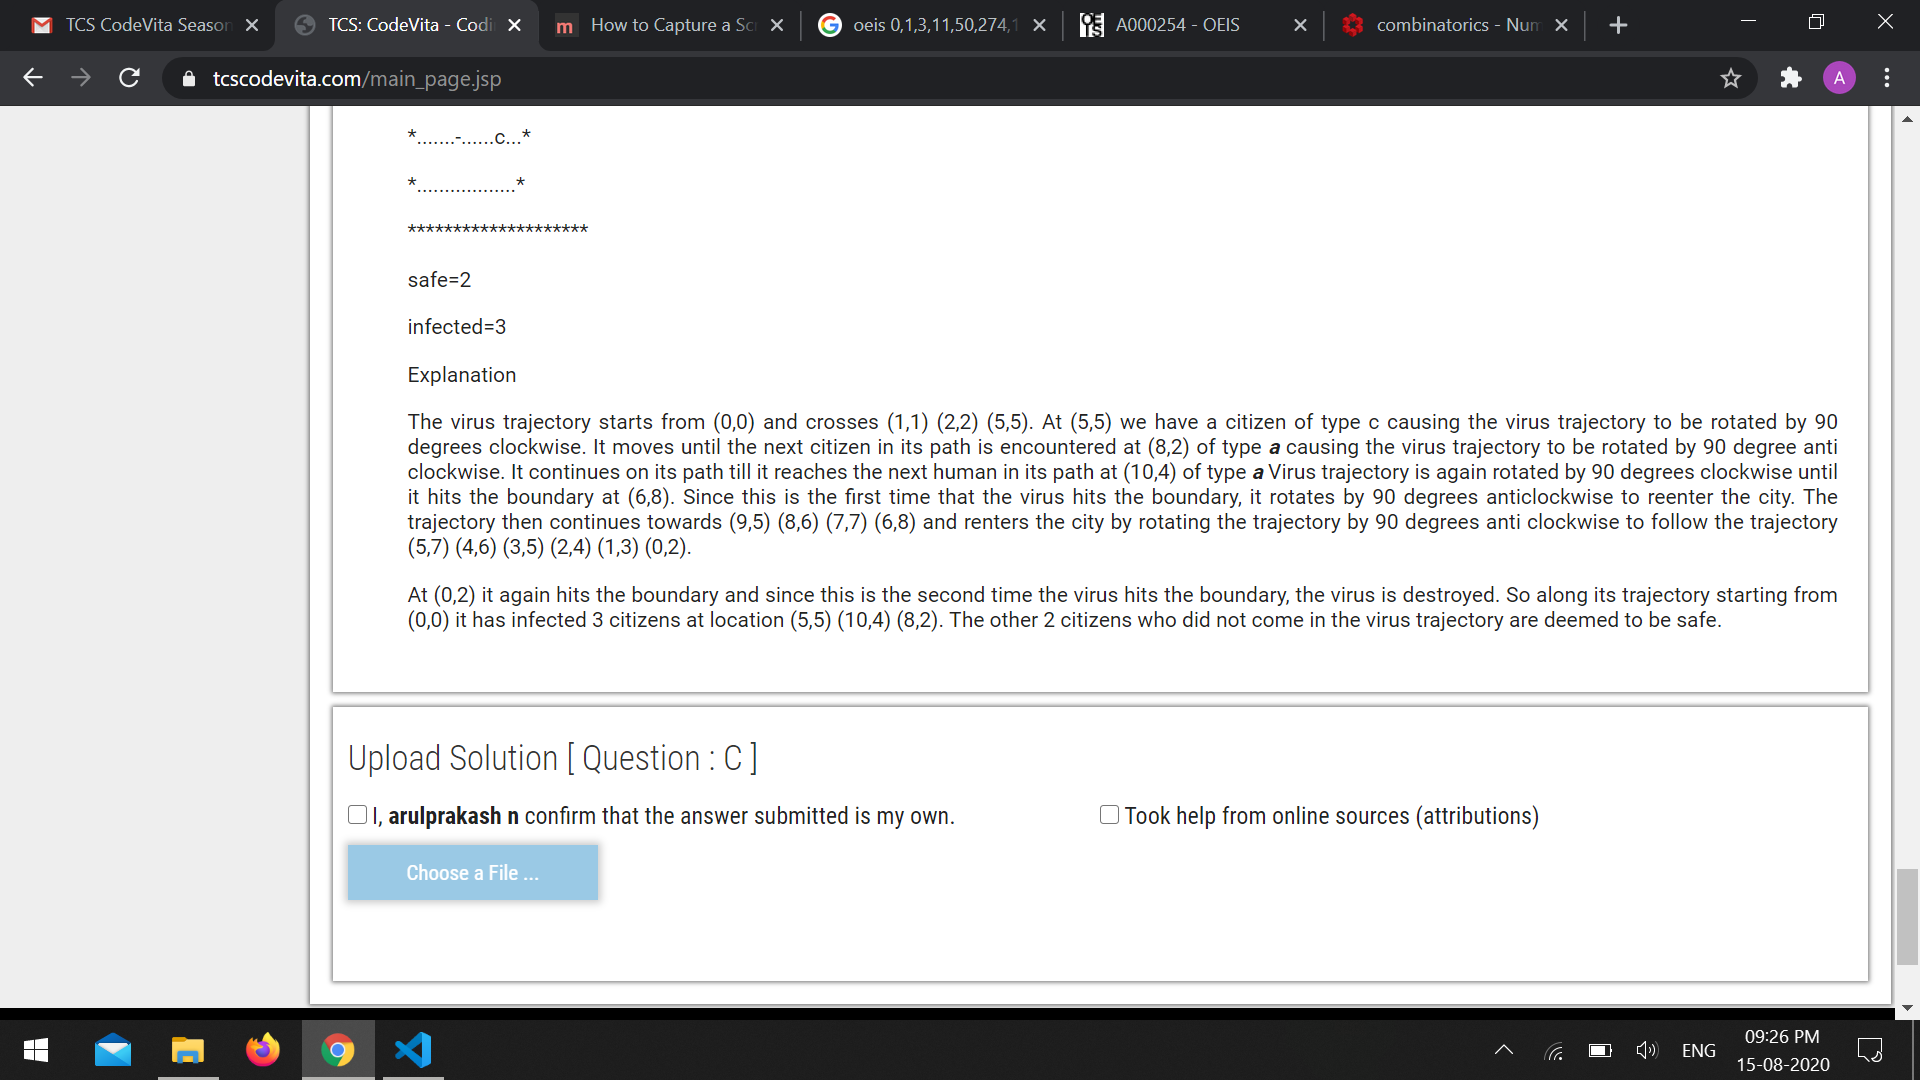 TCS CodeVita Season
TCS: CodeVita - Codi
m
How to Capture a Sc
oeis 0,1,3,11,50,274,1
A000254 - OEIS
combinatorics - Num
tcscodevita.com/main_page.jsp
A
*.......-......c...*
*..................*
********************
safe=2
infected=3
Explanation
The virus trajectory starts from (0,0) and crosses (1,1) (2,2) (5,5). At (5,5) we have a citizen of type c causing the virus trajectory to be rotated by 90
degrees clockwise. It moves until the next citizen in its path is encountered at (8,2) of type a causing the virus trajectory to be rotated by 90 degree anti
clockwise. It continues on its path till it reaches the next human in its path at (10,4) of type a Virus trajectory is again rotated by 90 degrees clockwise until
it hits the boundary at (6,8). Since this is the first time that the virus hits the boundary, it rotates by 90 degrees anticlockwise to reenter the city. The
trajectory then continues towards (9,5) (8,6) (7,7) (6,8) and renters the city by rotating the trajectory by 90 degrees anti clockwise to follow the trajectory
(5,7) (4,6) (3,5) (2,4) (1,3) (0,2).
At (0,2) it again hits the boundary and since this is the second time the virus hits the boundary, the virus is destroyed. So along its trajectory starting from
(0,0) it has infected 3 citizens at location (5,5) (10,4) (8,2). The other 2 citizens who did not come in the virus trajectory are deemed to be safe.
Upload Solution [ Question : C ]
I, arulprakash n confirm that the answer submitted is my own.
Took help from online sources (attributions)
Choose a File ...
ENG
09:26 PM
15-08-2020